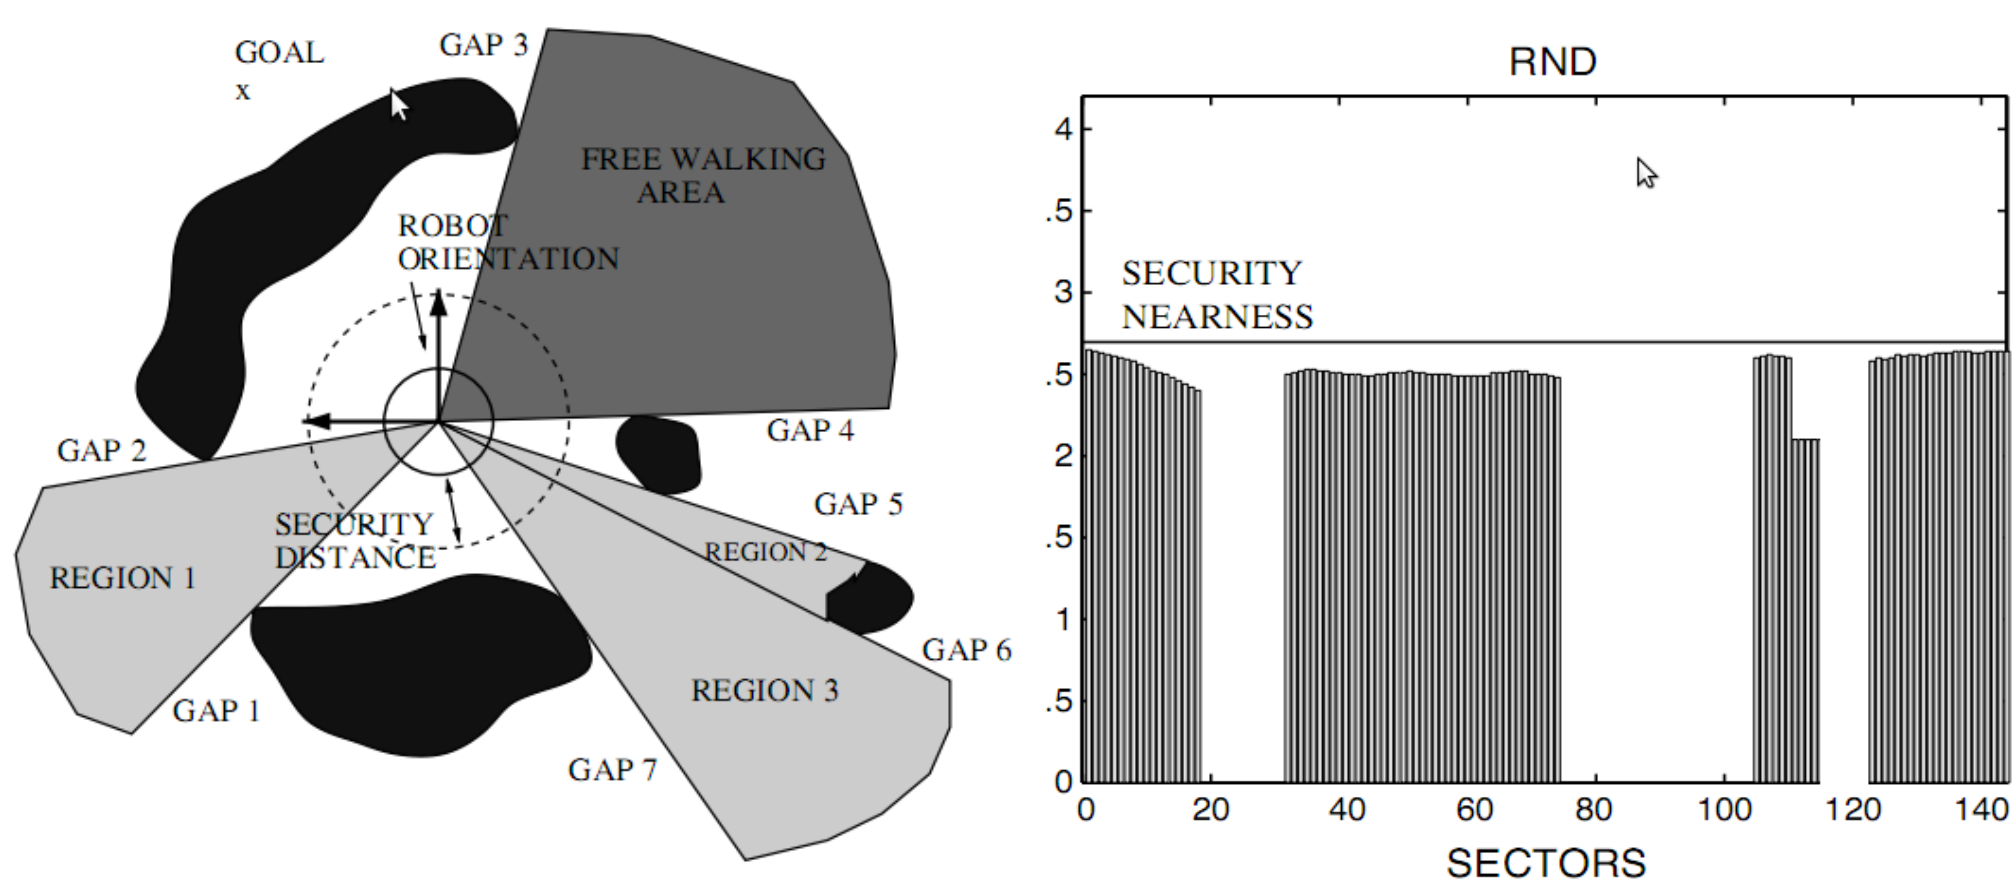 GOAL
x
GAP 3
FREE WALKING
AREA
ROBOT
ORIENTATION
GAP 2
GAP 4
SECURITY
DISTANCE
GAP 5
REGION 2
REGION 1
GAP 6
REGION 3
GAP 1
GAP 7
RND
4
.5
3
SECURITY
NEARNESS
.5
2
.5
1
.5
0
0 20 40 60 80 100 120 140
SECTORS